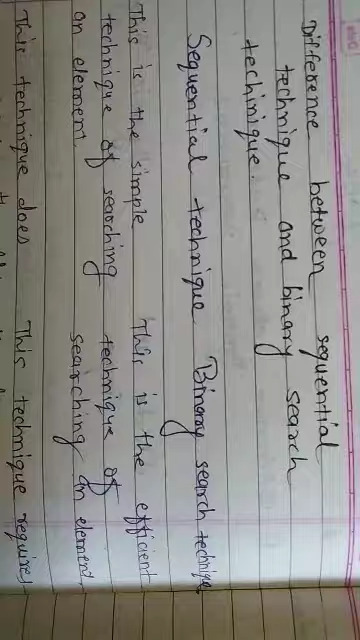 Difference between sequential
technique and binary search
techinique.
Sequential technique Binary search technique
This is the simple This is the efficient
technique of searching technique of
an element searching an element.
This technique does This technique requires